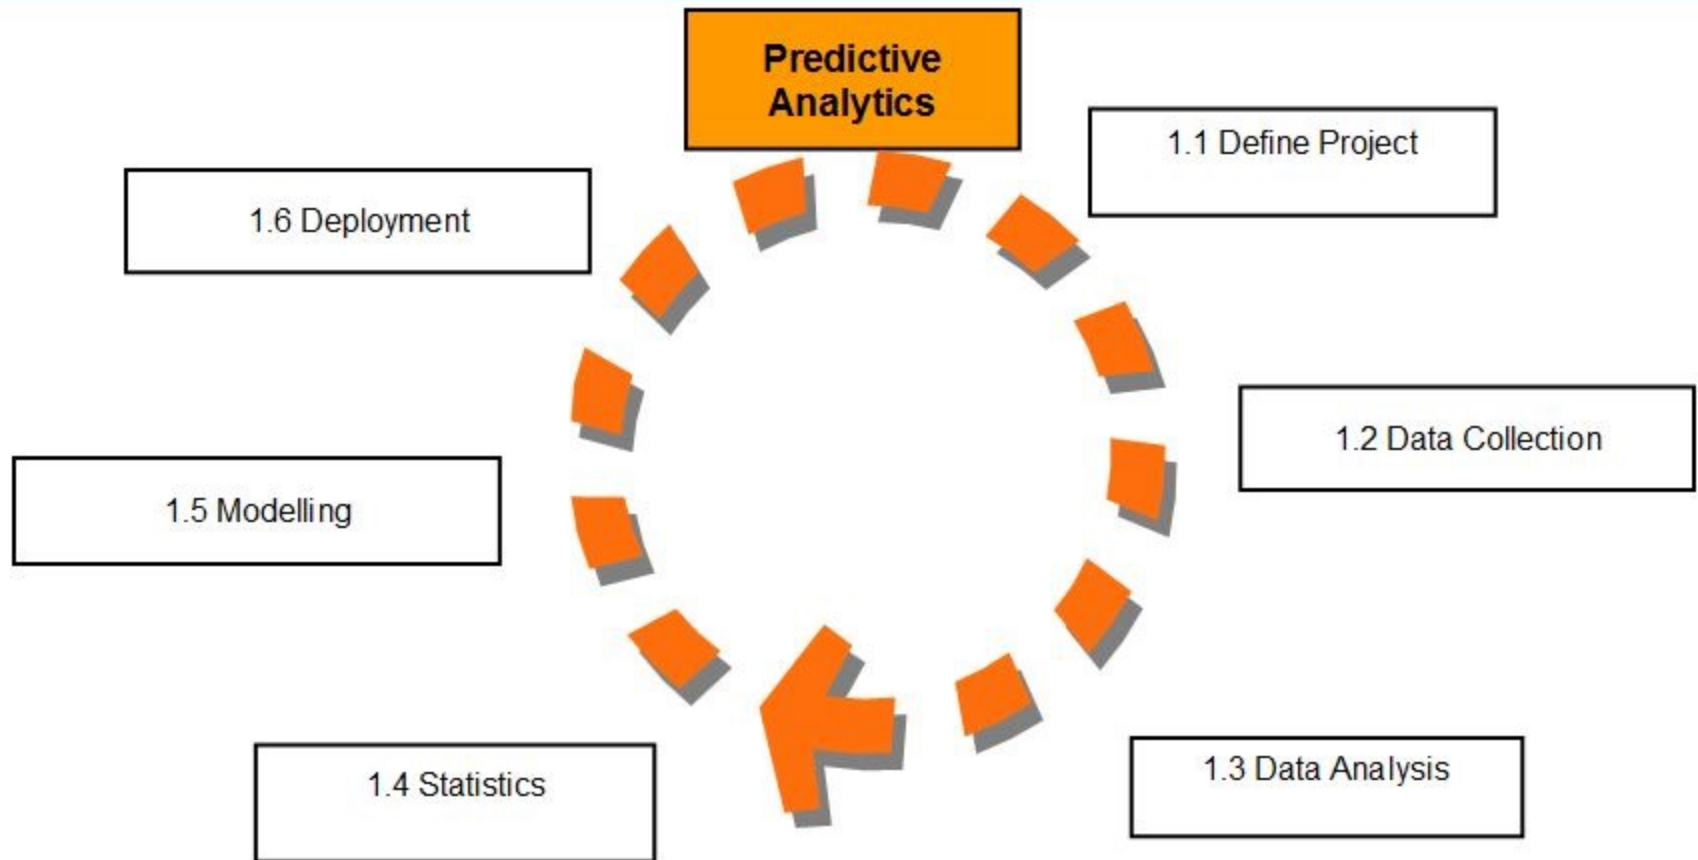 Predictive
Analytics
1.1 Define Project
1.2 Data Collection
1.3 Data Analysis
1.4 Statistics
1.5 Modelling
1.6 Deployment